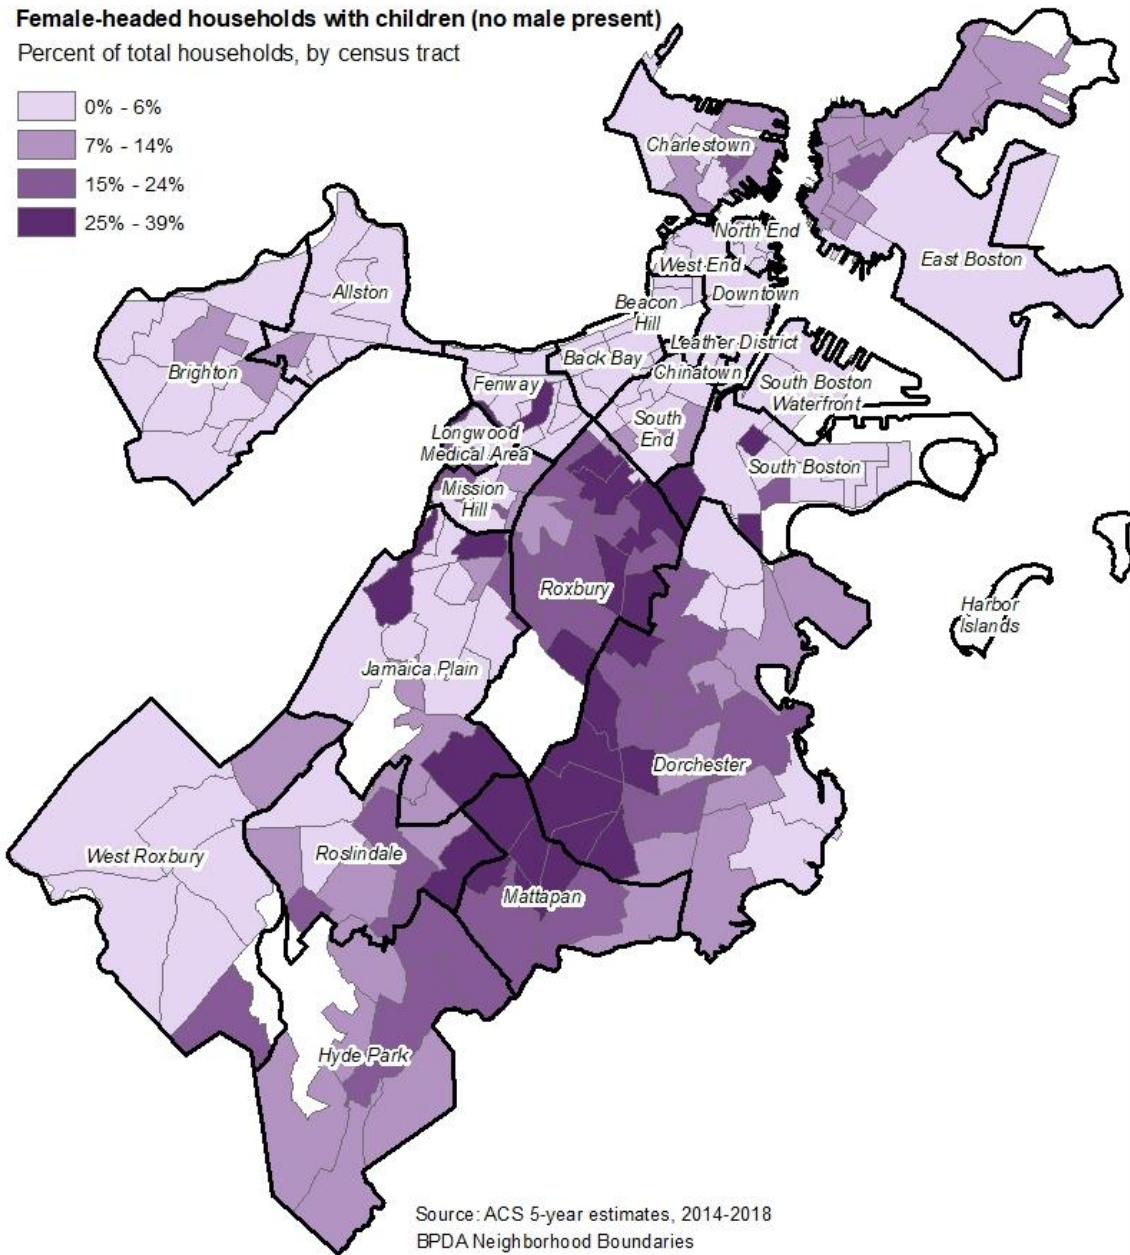 Female-headed households with children (no male present)
Percent of total households, by census tract
0% - 6%
7% - 14%
15% - 24%
25% - 39%
Charlestown
North End
West End
East Boston
Allston
Beacon
Hill
Downtown
Leather District
Back Bay
Chinatown
Brighton
Fenway
South Boston
Waterfront
South
End
Longwood
Medical Area
South Boston
Mission
Hill
Roxbury
Harbor
Islands
Jamaica Plain
Dorchester
West Roxbury
Roslindale
Mattapan
Hyde Park
Source: ACS 5-year estimates, 2014-2018
BPDA Neighborhood Boundaries